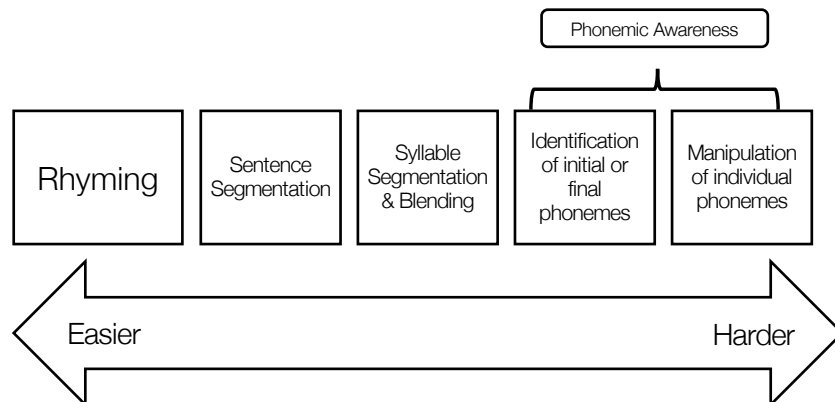 Phonemic Awareness
Rhyming
Sentence
Segmentation
Syllable
Segmentation
& Blending
Identification
of initial or
final
phonemes
Manipulation
of individual
phonemes
Easier
Harder